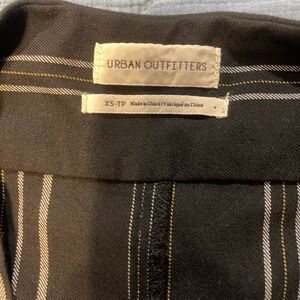 URBAN OUTFITTERS
XS-TP Made in China / Fabriqué en Chine